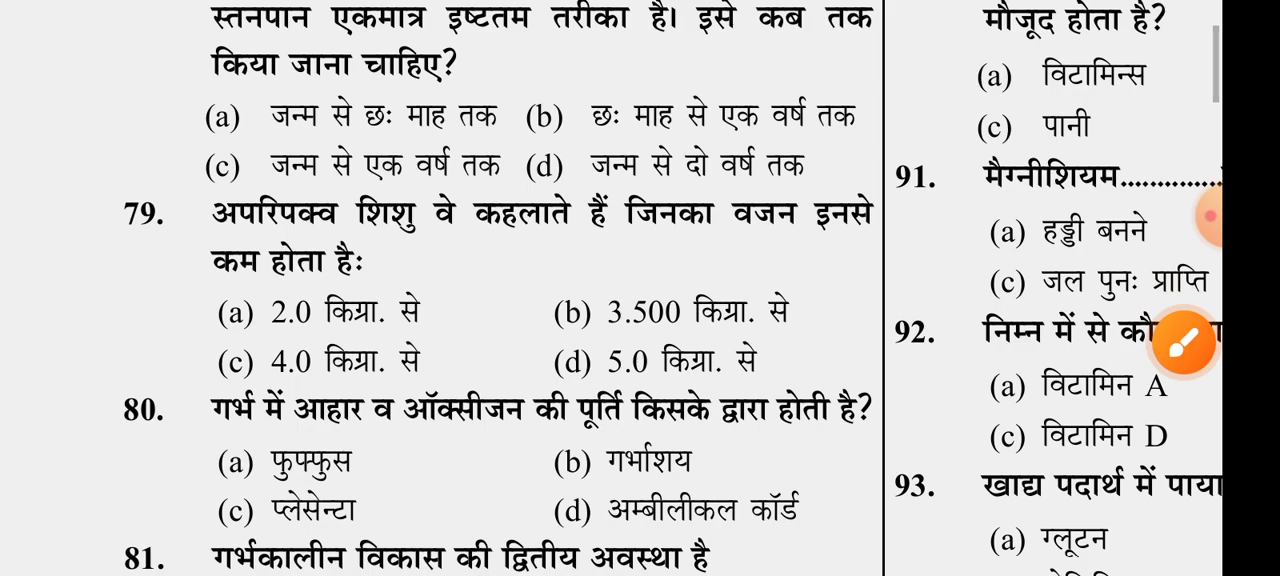 स्तनपान एकमात्र इष्टतम तरीका है। इसे कब तक
किया जाना चाहिए?
(a) जन्म से छः माह तक (b) छः माह से एक वर्ष तक
(c) जन्म से एक वर्ष तक (d) जन्म से दो वर्ष तक
79. अपरिपक्व शिशु वे कहलाते हैं जिनका वजन इनसे
कम होता हैः
(a) 2.0 किग्रा. से (b) 3.500 किग्रा. से
(c) 4.0 किग्रा. से (d) 5.0 किग्रा. से
80. गर्भ में आहार व ऑक्सीजन की पूर्ति किसके द्वारा होती है?
(a) फुफ्फुस (b) गर्भाशय
(c) प्लेसेन्टा (d) अम्बीलीकल कॉर्ड
81. गर्भकालीन विकास की द्वितीय अवस्था है
मौजूद होता है?
(a) विटामिन्स
(c) पानी
91. मैग्नीशियम..............
(a) हड्डी बनने
(c) जल पुनः प्राप्ति
92. निम्न में से
(a) विटामिन A
(c) विटामिन D
93. खाद्य पदार्थ में पाया
(a) ग्लूटन